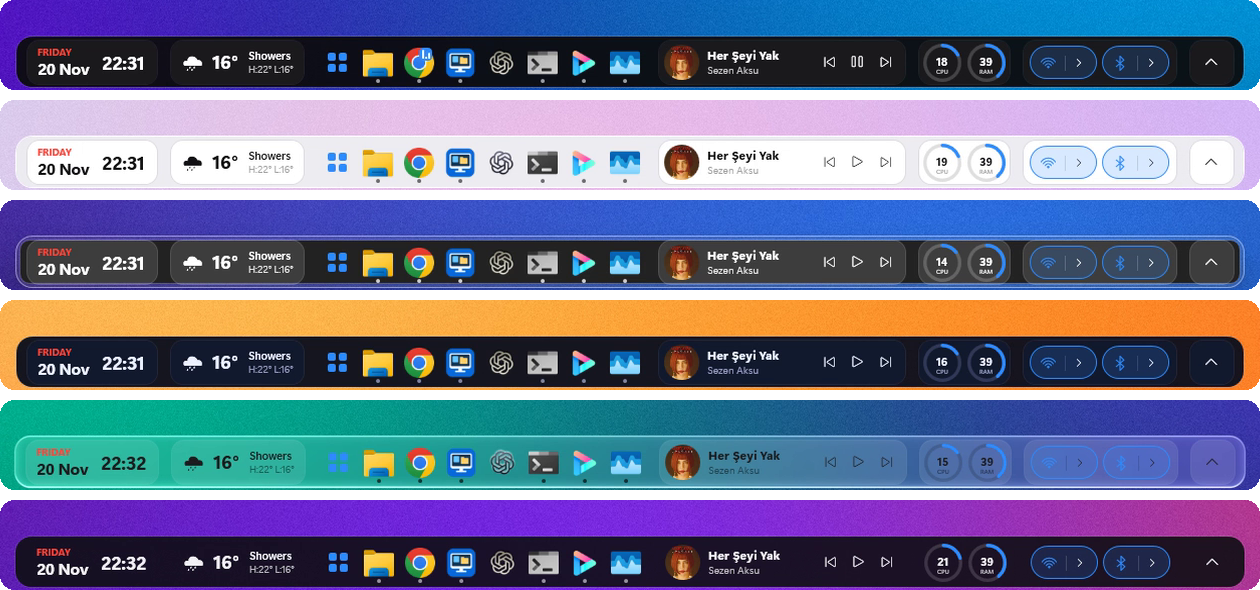 FRIDAY
20 Nov 22:31 16° Showers
H:22° L:16°
Her Şeyi Yak
Sezen Aksu
18 CPU 39 RAM
FRIDAY
20 Nov 22:31 16° Showers
H:22° L:16°
Her Şeyi Yak
Sezen Aksu
19 CPU 39 RAM
FRIDAY
20 Nov 22:31 16° Showers
H:22° L:16°
Her Şeyi Yak
Sezen Aksu
14 CPU 39 RAM
FRIDAY
20 Nov 22:31 16° Showers
H:22° L:16°
Her Şeyi Yak
Sezen Aksu
16 CPU 39 RAM
FRIDAY
20 Nov 22:32 16° Showers
H:22° L:16°
Her Şeyi Yak
Sezen Aksu
15 CPU 39 RAM
FRIDAY
20 Nov 22:32 16° Showers
H:22° L:16°
Her Şeyi Yak
Sezen Aksu
21 CPU 39 RAM